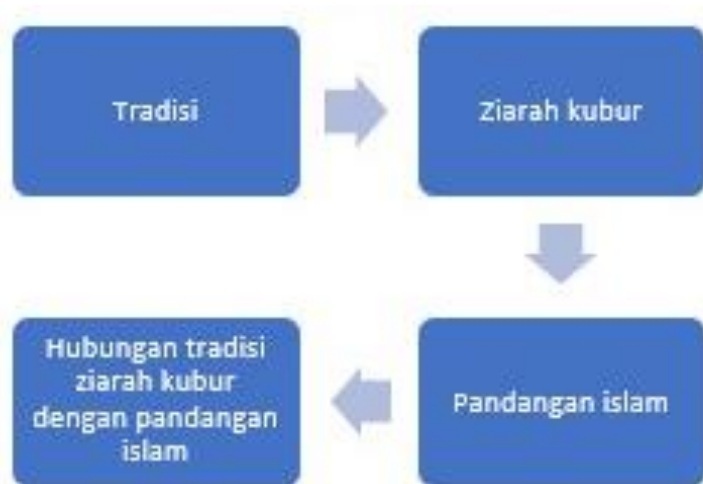 Tradisi
Ziarah kubur
Pandangan islam
Hubungan tradisi
ziarah kubur
dengan pandangan
islam